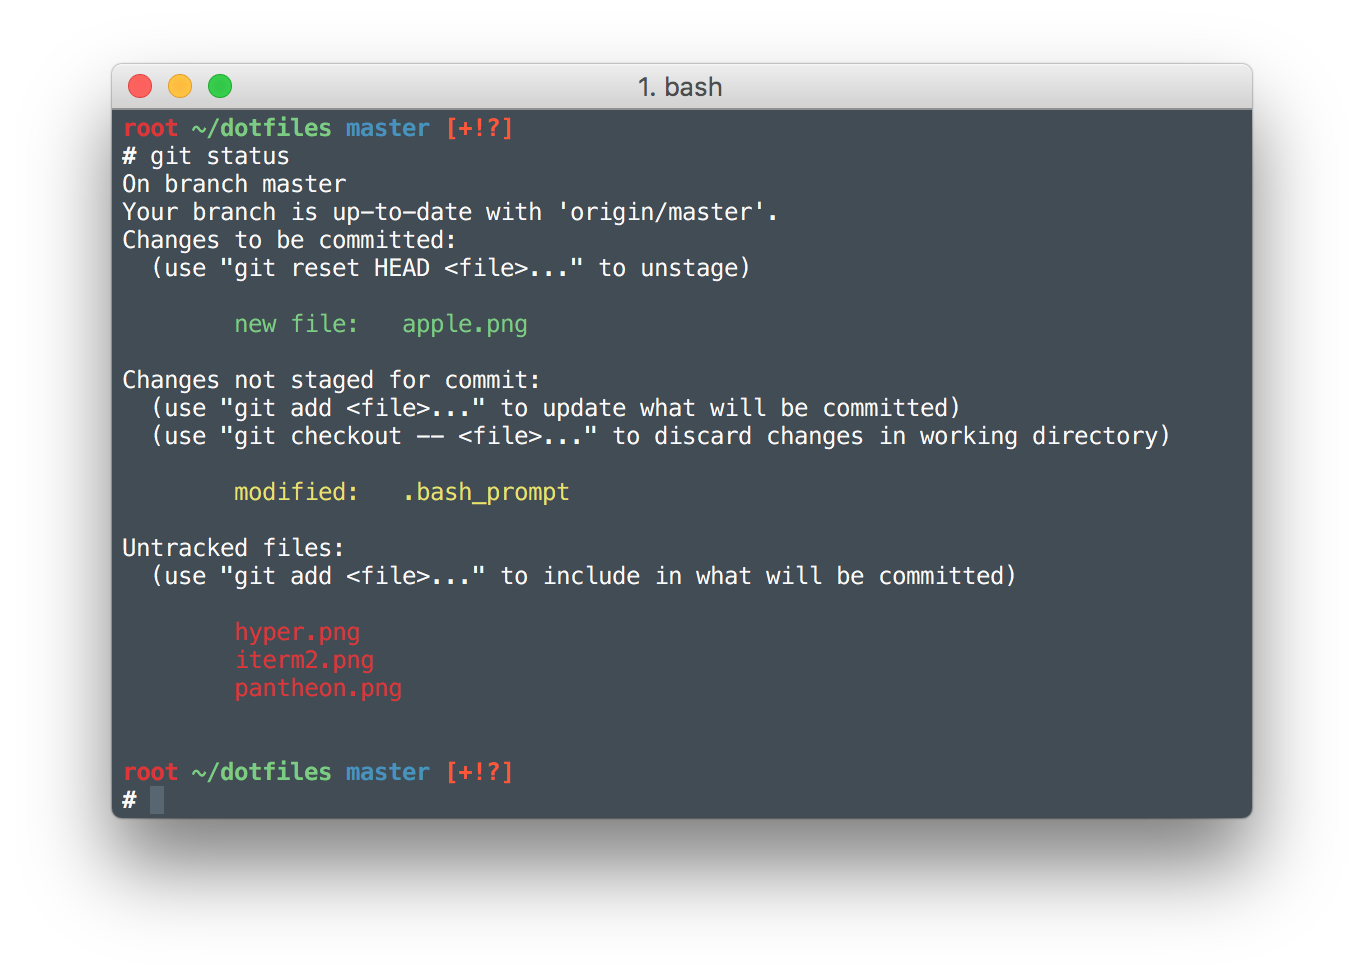 1. bash
root ~/dotfiles master [+!?]
# git status
On branch master
Your branch is up-to-date with 'origin/master'.
Changes to be committed:
  (use "git reset HEAD <file>..." to unstage)

        new file:   apple.png

Changes not staged for commit:
  (use "git add <file>..." to update what will be committed)
  (use "git checkout -- <file>..." to discard changes in working directory)

        modified:   .bash_prompt

Untracked files:
  (use "git add <file>..." to include in what will be committed)

        hyper.png
        iterm2.png
        pantheon.png

root ~/dotfiles master [+!?]
#